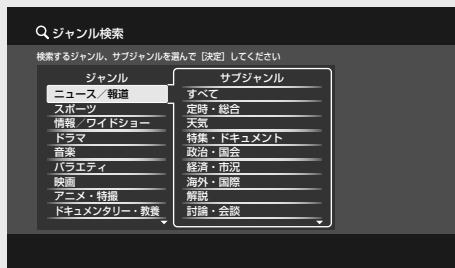 ジャンル検索
検索するジャンル、サブジャンルを選んで［決定］してください
ジャンル
ニュース／報道
スポーツ
情報／ワイドショー
ドラマ
音楽
バラエティ
映画
アニメ・特撮
ドキュメンタリー・教養
サブジャンル
すべて
定時・総合
天気
特集・ドキュメント
政治・国会
経済・市況
海外・国際
解説
討論・会談